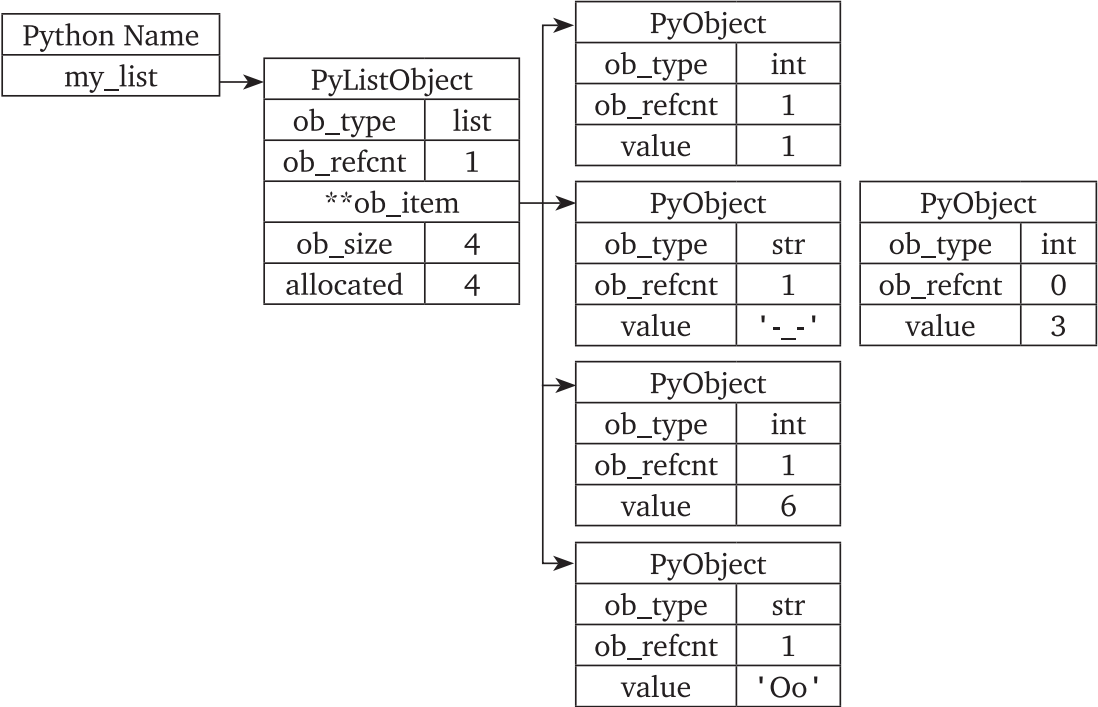 Python Name
my_list
PyListObject
ob_type list
ob_refcnt 1
**ob_item
ob_size 4
allocated 4
PyObject
ob_type int
ob_refcnt 1
value 1
PyObject
ob_type str
ob_refcnt 1
value '-_-'
PyObject
ob_type int
ob_refcnt 0
value 3
PyObject
ob_type int
ob_refcnt 1
value 6
PyObject
ob_type str
ob_refcnt 1
value 'Oo'